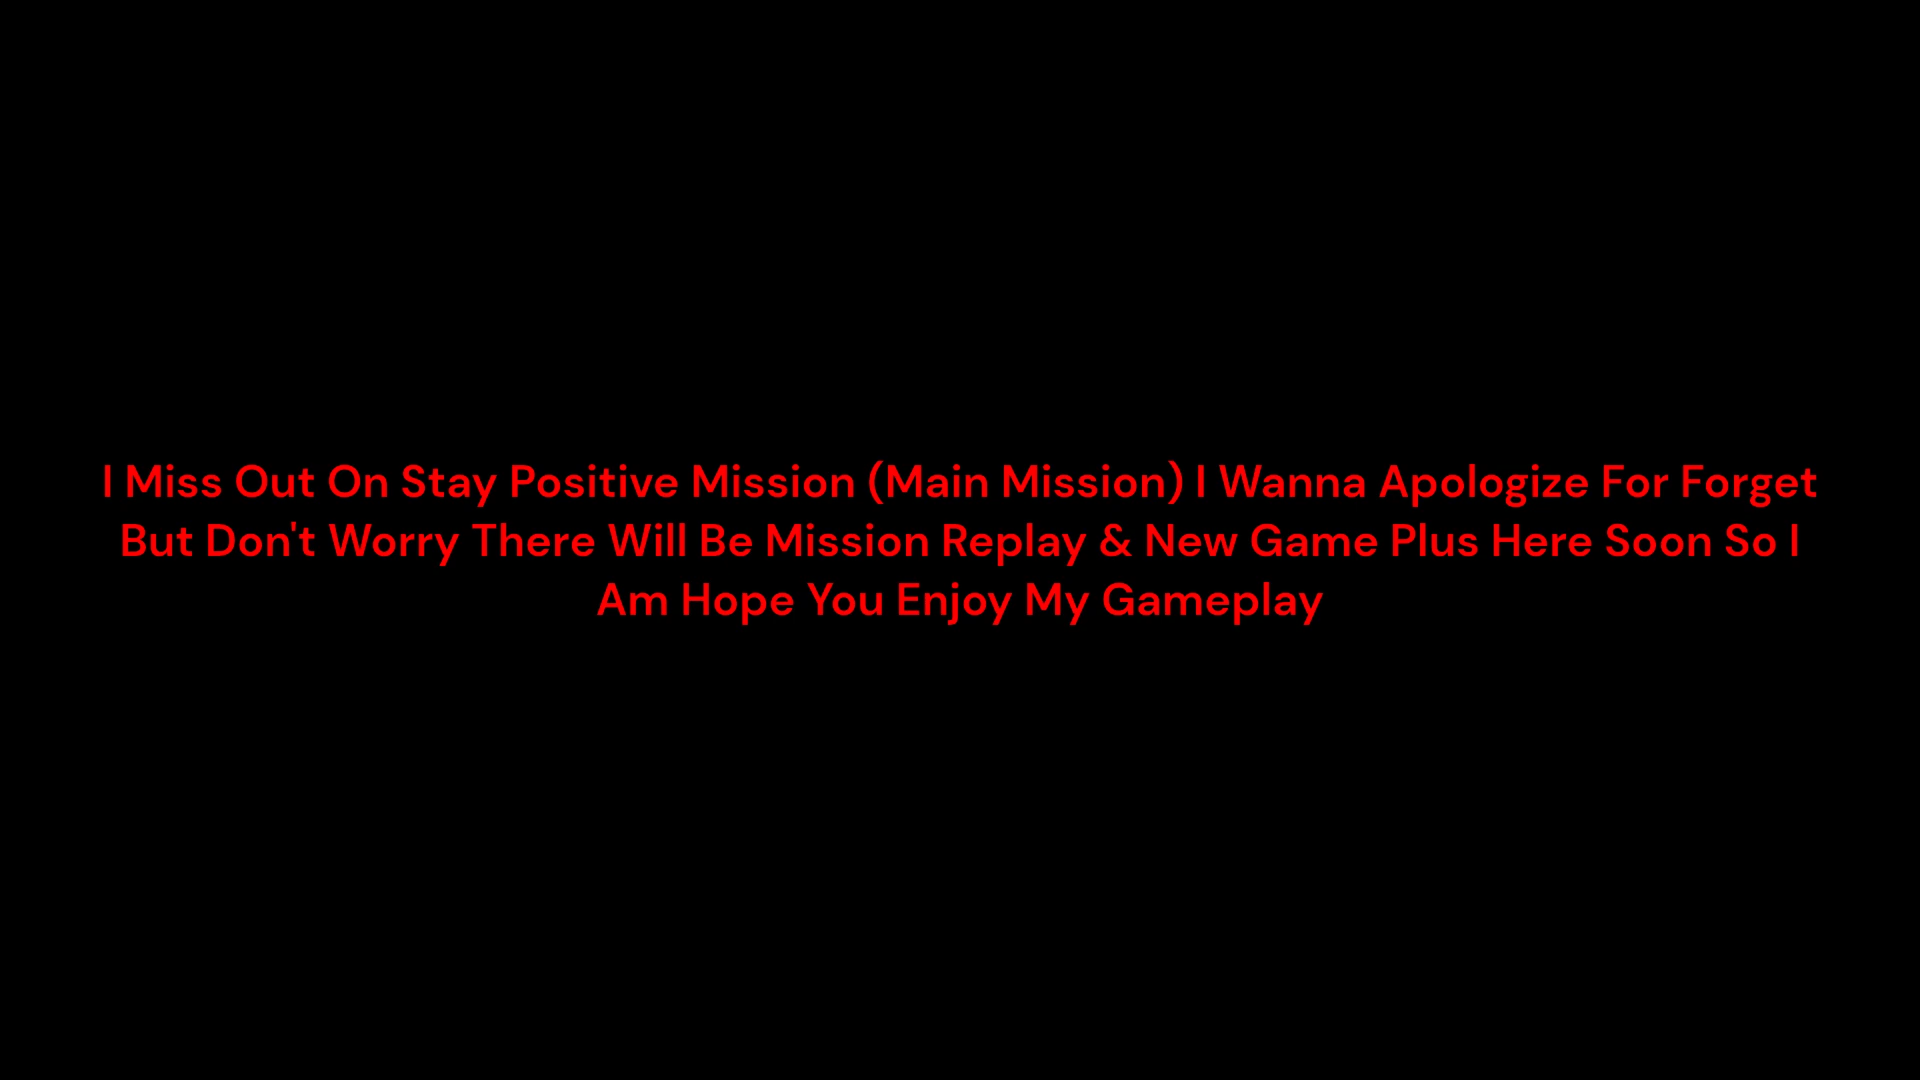 I Miss Out On Stay Positive Mission (Main Mission) I Wanna Apologize For Forget
But Don't Worry There Will Be Mission Replay & New Game Plus Here Soon So I
Am Hope You Enjoy My Gameplay